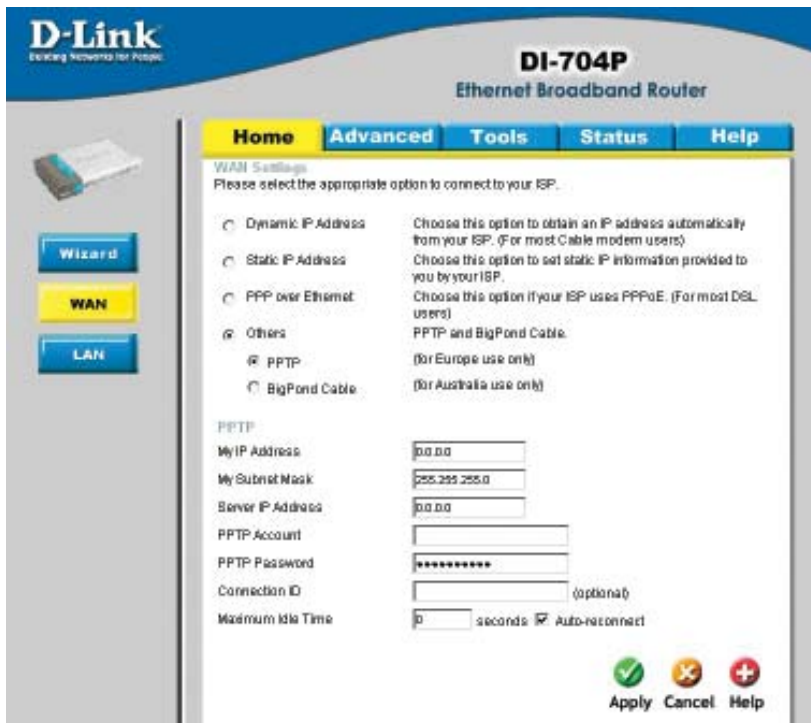 D-Link
Building Networks for People
DI-704P
Ethernet Broadband Router
Home Advanced Tools Status Help
Wizard
WAN
LAN
WAN Settings
Please select the appropriate option to connect to your ISP.
Dynamic IP Address Choose this option to obtain an IP address automatically
from your ISP. (For most Cable modem users)
Static IP Address Choose this option to set static IP information provided to
you by your ISP.
PPP over Ethernet Choose this option if your ISP uses PPPoE. (For most DSL
users)
Others PPTP and BigPond Cable.
PPTP (for Europe use only)
BigPond Cable (for Australia use only)
PPTP
My IP Address 0.0.0.0
My Subnet Mask 255.255.255.0
Server IP Address 0.0.0.0
PPTP Account
PPTP Password ••••••••••
Connection ID (optional)
Maximum Idle Time 0 seconds Auto-reconnect
Apply Cancel Help